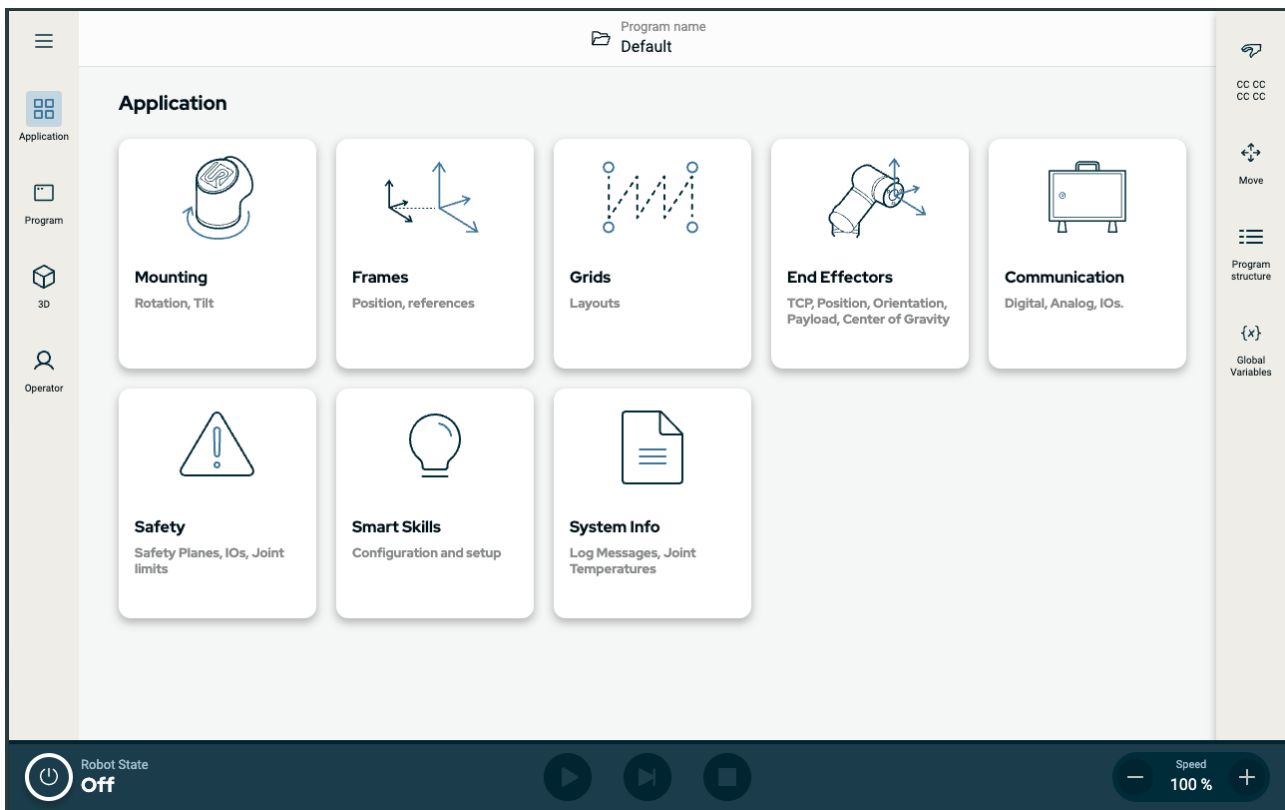 Program name
Default
Application
Program
3D
Operator
Application
Mounting
Rotation, Tilt
Frames
Position, references
Grids
Layouts
End Effectors
TCP, Position, Orientation,
Payload, Center of Gravity
Communication
Digital, Analog, IOs.
Safety
Safety Planes, IOs, Joint
limits
Smart Skills
Configuration and setup
System Info
Log Messages, Joint
Temperatures
CC CC
CC CC
Move
Program
structure
{x}
Global
Variables
Robot State
Off
Speed
100 %